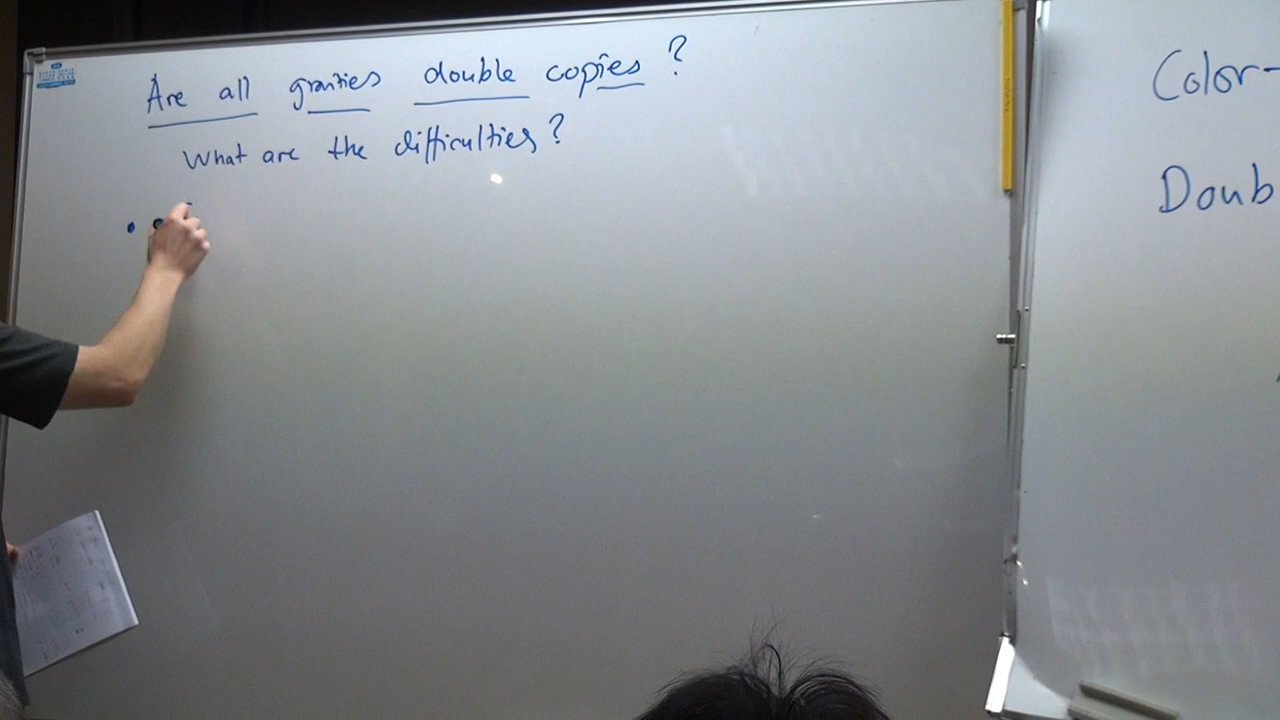 Are all gravities double copies ?
What are the difficulties ?
Color-
Doub